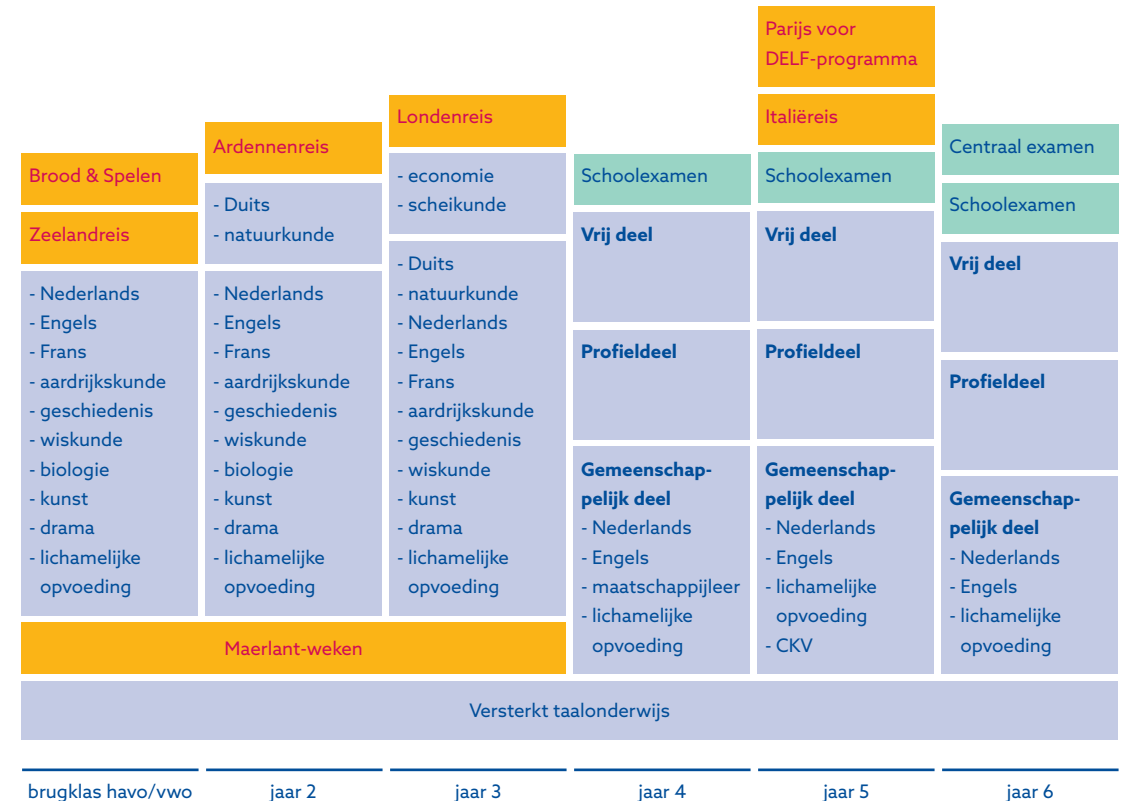 Brood & Spelen
Zeelandreis
- Nederlands
- Engels
- Frans
- aardrijkskunde
- geschiedenis
- wiskunde
- biologie
- kunst
- drama
- lichamelijke
opvoeding
Ardennenreis
- Duits
- natuurkunde
- Nederlands
- Engels
- Frans
- aardrijkskunde
- geschiedenis
- wiskunde
- biologie
- kunst
- drama
- lichamelijke
opvoeding
Londenreis
- economie
- scheikunde
- Duits
- natuurkunde
- Nederlands
- Engels
- Frans
- aardrijkskunde
- geschiedenis
- wiskunde
- kunst
- drama
- lichamelijke
opvoeding
Maerlant-weken
Schoolexamen
Vrij deel
Profieldeel
Gemeenschap-
pelijk deel
- Nederlands
- Engels
- maatschappijleer
- lichamelijke
opvoeding
Parijs voor
DELF-programma
Italiëreis
Schoolexamen
Vrij deel
Profieldeel
Gemeenschap-
pelijk deel
- Nederlands
- Engels
- lichamelijke
opvoeding
- CKV
Centraal examen
Schoolexamen
Vrij deel
Profieldeel
Gemeenschap-
pelijk deel
- Nederlands
- Engels
- lichamelijke
opvoeding
Versterkt taalonderwijs
brugklas havo/vwo
jaar 2
jaar 3
jaar 4
jaar 5
jaar 6